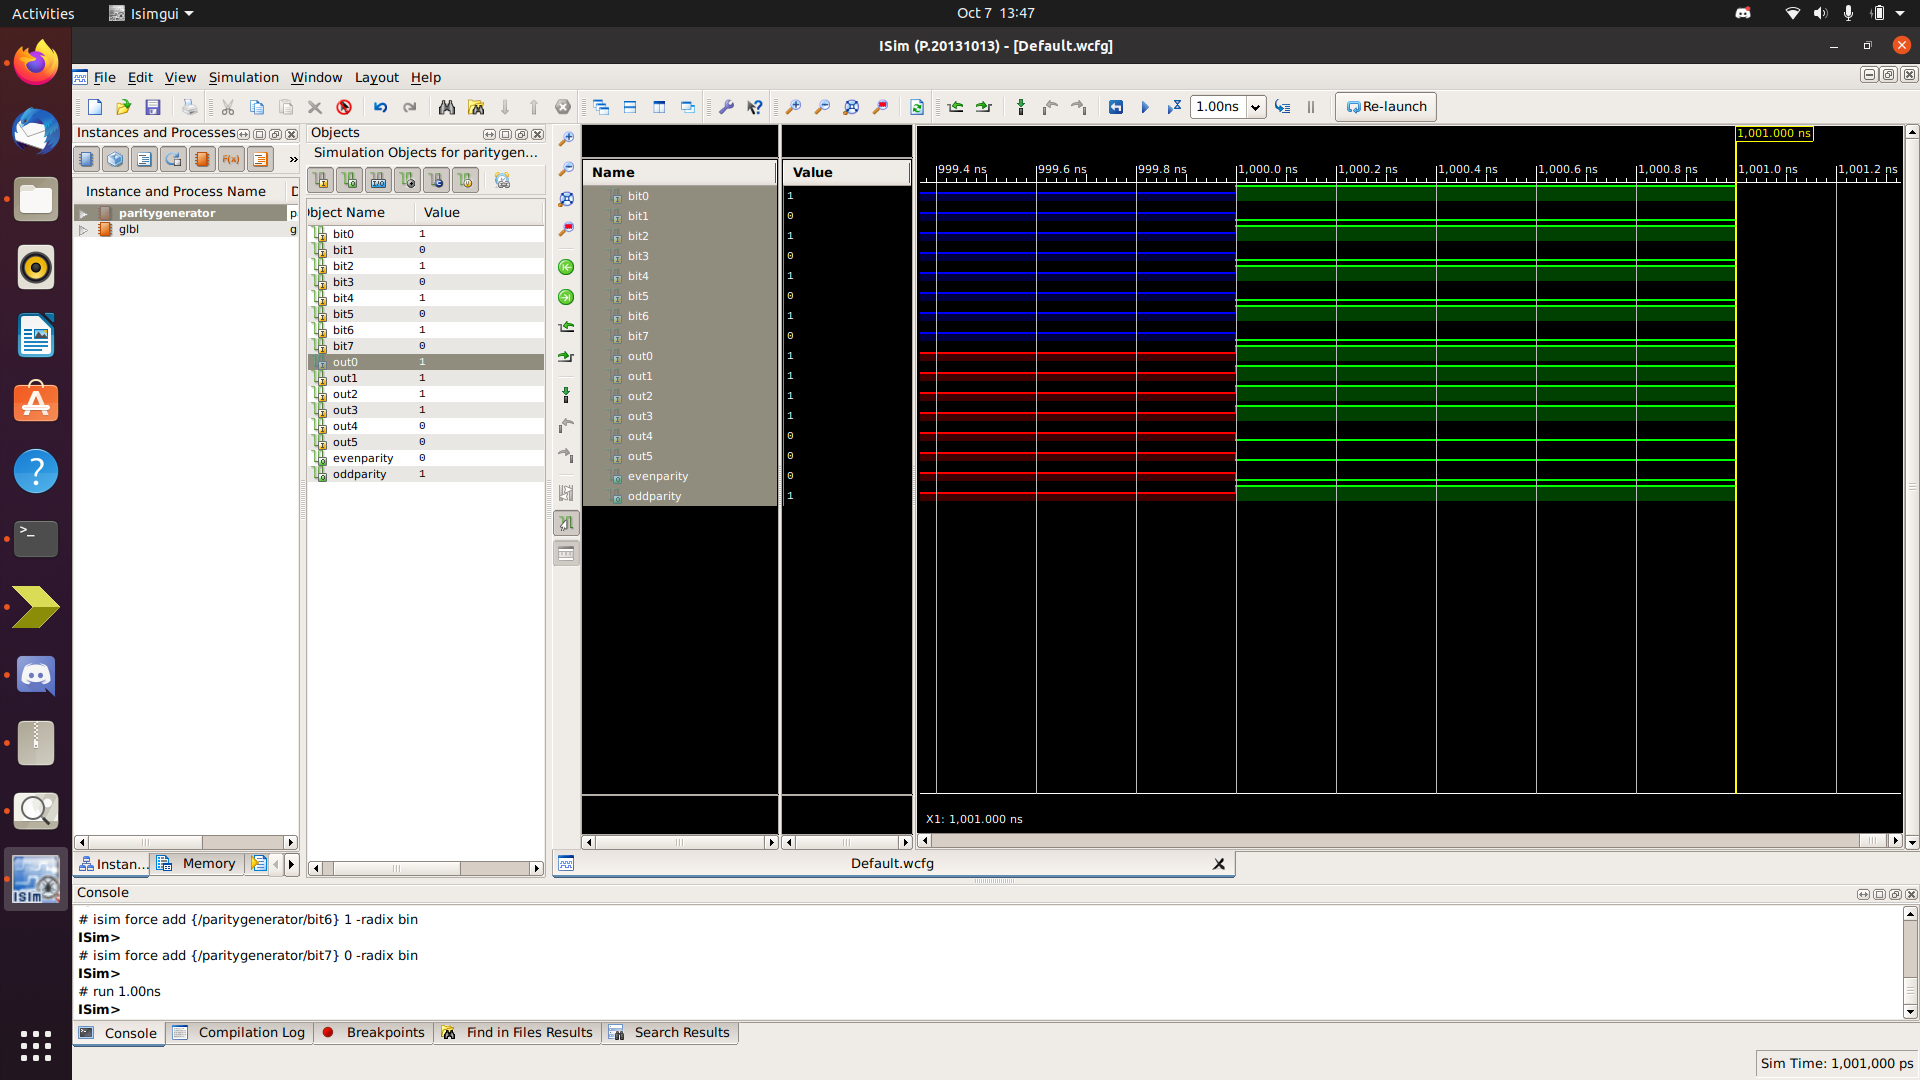 Activities
Isimgui
Oct 7 13:47
ISim (P.20131013) - [Default.wcfg]
File Edit View Simulation Window Layout Help
1.00ns
Re-launch
Instances and Processes
Instance and Process Name
D
paritygenerator
p
glbl
g
Instan...
Memory
Objects
Simulation Objects for paritygen...
bject Name Value
bit0 1
bit1 0
bit2 1
bit3 0
bit4 1
bit5 0
bit6 1
bit7 0
out0 1
out1 1
out2 1
out3 1
out4 0
out5 0
evenparity 0
oddparity 1
Name Value
bit0 1
bit1 0
bit2 1
bit3 0
bit4 1
bit5 0
bit6 1
bit7 0
out0 1
out1 1
out2 1
out3 1
out4 0
out5 0
evenparity 0
oddparity 1
1,001.000 ns
999.4 ns 999.6 ns 999.8 ns 1,000.0 ns 1,000.2 ns 1,000.4 ns 1,000.6 ns 1,000.8 ns 1,001.0 ns 1,001.2 ns
X1: 1,001.000 ns
Default.wcfg
Console
# isim force add {/paritygenerator/bit6} 1 -radix bin
ISim>
# isim force add {/paritygenerator/bit7} 0 -radix bin
ISim>
# run 1.00ns
ISim>
Console
Compilation Log
Breakpoints
Find in Files Results
Search Results
Sim Time: 1,001,000 ps
ISim